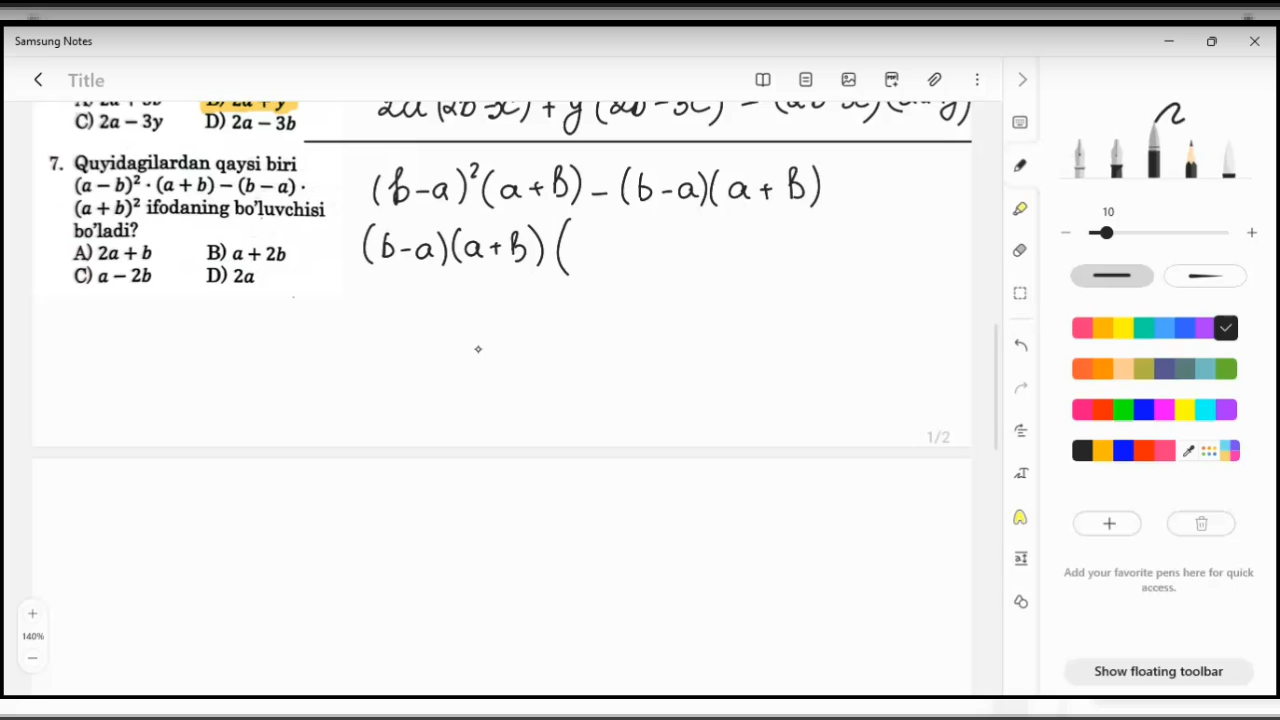 Samsung Notes
Title
C) 2a − 3y D) 2a − 3b
7. Quyidagilardan qaysi biri
(a − b)² · (a + b) − (b − a) ·
(a + b)² ifodaning bo'luvchisi
bo'ladi?
A) 2a + b B) a + 2b
C) a − 2b D) 2a
(b-a)²(a+b) - (b-a)(a+b)
(b-a)(a+b)(
1/2
140%
10
Add your favorite pens here for quick
access.
Show floating toolbar